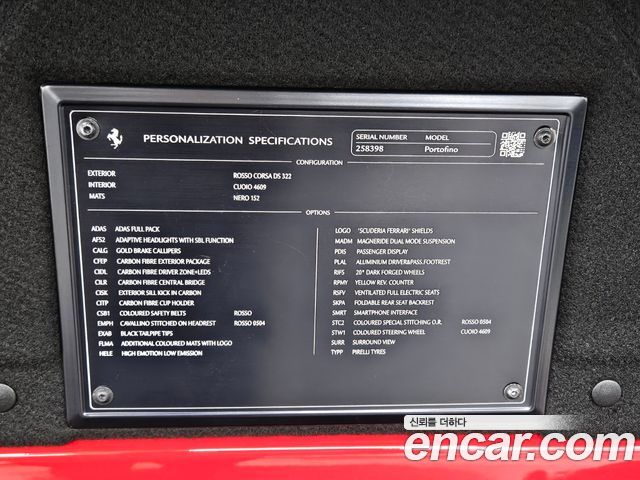 PERSONALIZATION SPECIFICATIONS
SERIAL NUMBER MODEL
258398 Portofino
CONFIGURATION
EXTERIOR ROSSO CORSA DS 322
INTERIOR CUOIO 4609
MATS NERO 152
OPTIONS
ADAS ADAS FULL PACK
AFS2 ADAPTIVE HEADLIGHTS WITH SBL FUNCTION
CALG GOLD BRAKE CALLIPERS
CFEP CARBON FIBRE EXTERIOR PACKAGE
CIDL CARBON FIBRE DRIVER ZONE+LEDS
CILR CARBON FIBRE CENTRAL BRIDGE
CISK EXTERIOR SILL KICK IN CARBON
CITP CARBON FIBRE CUP HOLDER
CSB1 COLOURED SAFETY BELTS ROSSO
EMPH CAVALLINO STITCHED ON HEADREST ROSSO 0504
EXAB BLACK TAILPIPE TIPS
FLMA ADDITIONAL COLOURED MATS WITH LOGO
HELE HIGH EMOTION LOW EMISSION
LOGO "SCUDERIA FERRARI" SHIELDS
MADM MAGNERIDE DUAL MODE SUSPENSION
PDIS PASSENGER DISPLAY
PLAL ALUMINIUM DRIVER&PASS.FOOTREST
RIF5 20" DARK FORGED WHEELS
RPMY YELLOW REV. COUNTER
RSFV VENTILATED FULL ELECTRIC SEATS
SKPA FOLDABLE REAR SEAT BACKREST
SMRT SMARTPHONE INTERFACE
STC2 COLOURED SPECIAL STITCHING O.R. ROSSO 0504
STW1 COLOURED STEERING WHEEL CUOIO 4609
SURR SURROUND VIEW
TYPP PIRELLI TYRES
신뢰를 더하다
encar.com